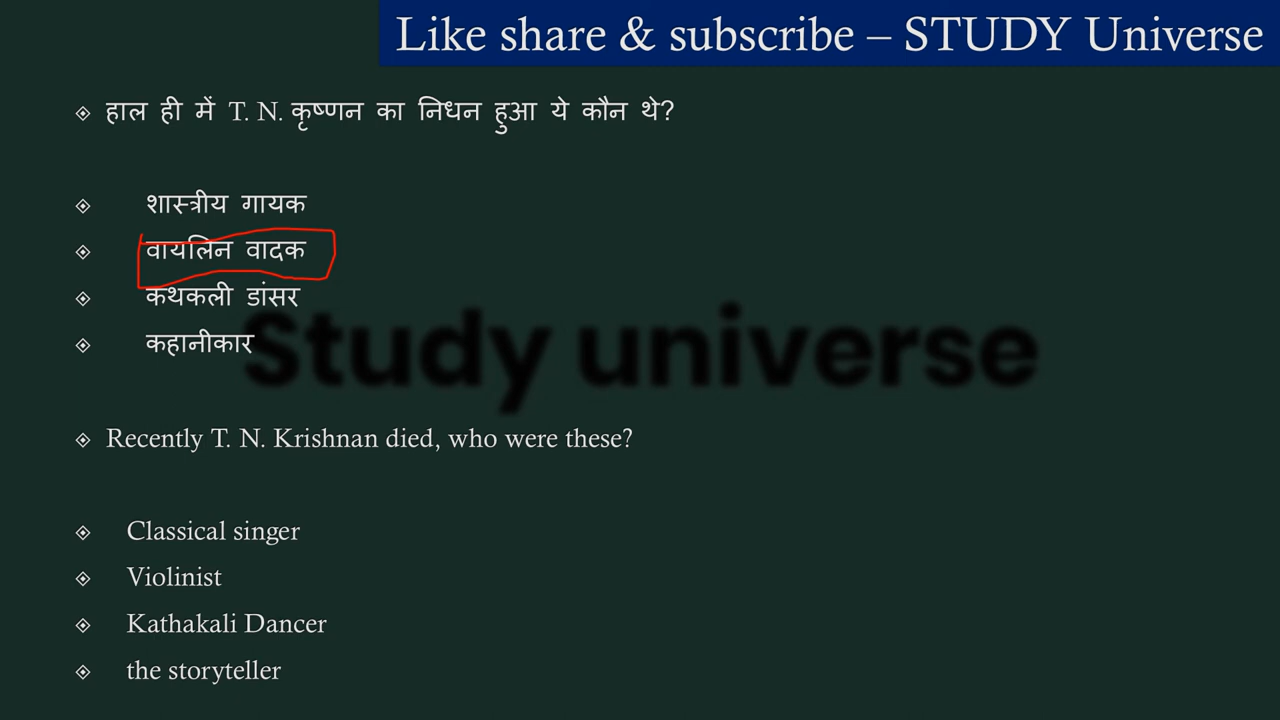 Like share & subscribe – STUDY Universe
हाल ही में T. N. कृष्णन का निधन हुआ ये कौन थे?
शास्त्रीय गायक
वायलिन वादक
कथकली डांसर
कहानीकार
Study universe
Recently T. N. Krishnan died, who were these?
Classical singer
Violinist
Kathakali Dancer
the storyteller